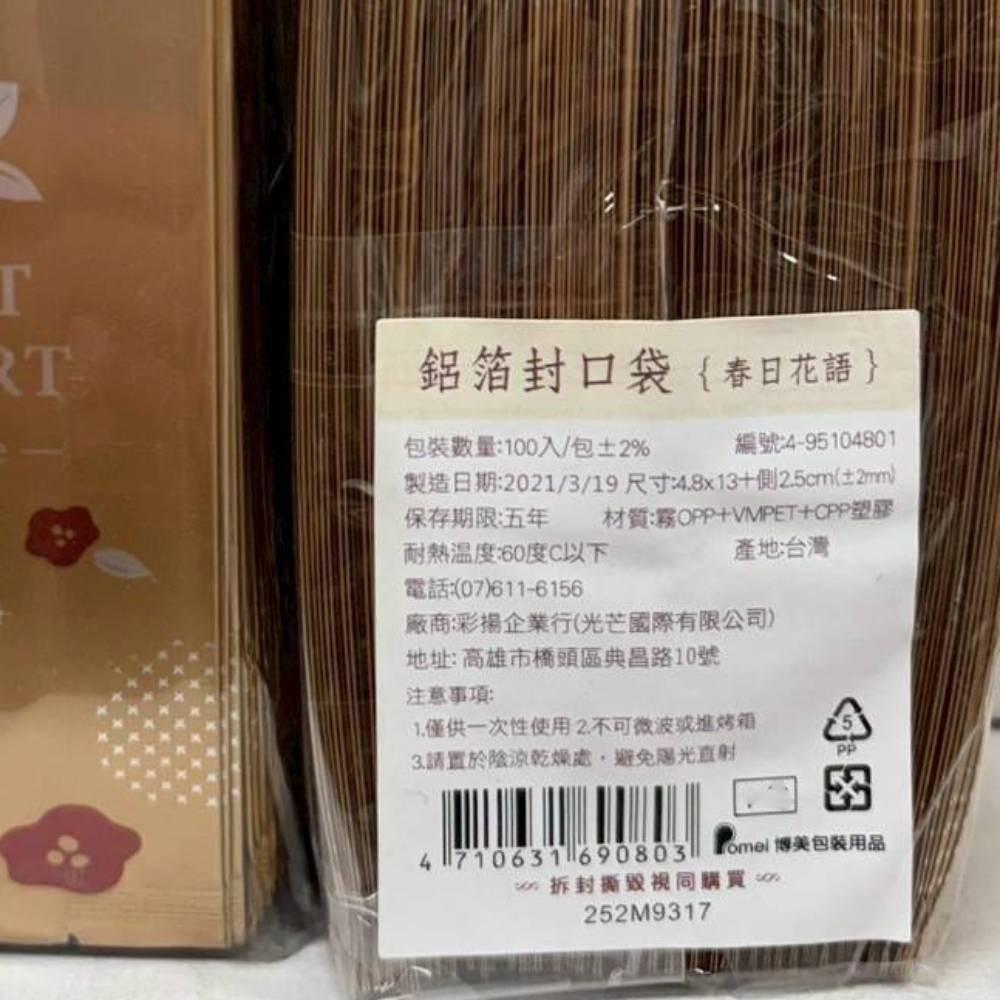 T
RT
e
鋁箔封口袋 {春日花語}
包裝數量:100入/包±2% 編號:4-95104801
製造日期:2021/3/19 尺寸:4.8x13+側2.5cm(±2mm)
保存期限:五年 材質:霧OPP+VMPET+CPP塑膠
耐熱溫度:60度C以下 產地:台灣
電話:(07)611-6156
廠商:彩揚企業行(光芒國際有限公司)
地址: 高雄市橋頭區典昌路10號
注意事項:
1.僅供一次性使用 2.不可微波或進烤箱
3.請置於陰涼乾燥處，避免陽光直射
5
PP
4 710631 690803
Pomei 博美包裝用品
拆封撕毀視同購買
252M9317